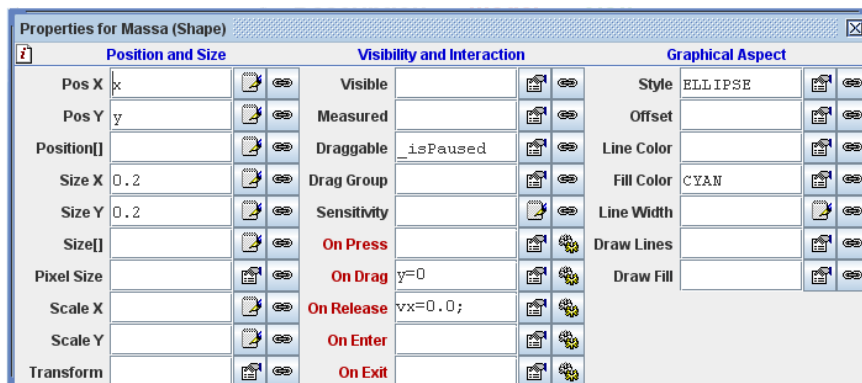 Properties for Massa (Shape)
Position and Size Visibility and Interaction Graphical Aspect
Pos X x Visible Style ELLIPSE
Pos Y y Measured Offset
Position[] Draggable _isPaused Line Color
Size X 0.2 Drag Group Fill Color CYAN
Size Y 0.2 Sensitivity Line Width
Size[] On Press Draw Lines
Pixel Size On Drag y=0 Draw Fill
Scale X On Release vx=0.0;
Scale Y On Enter
Transform On Exit